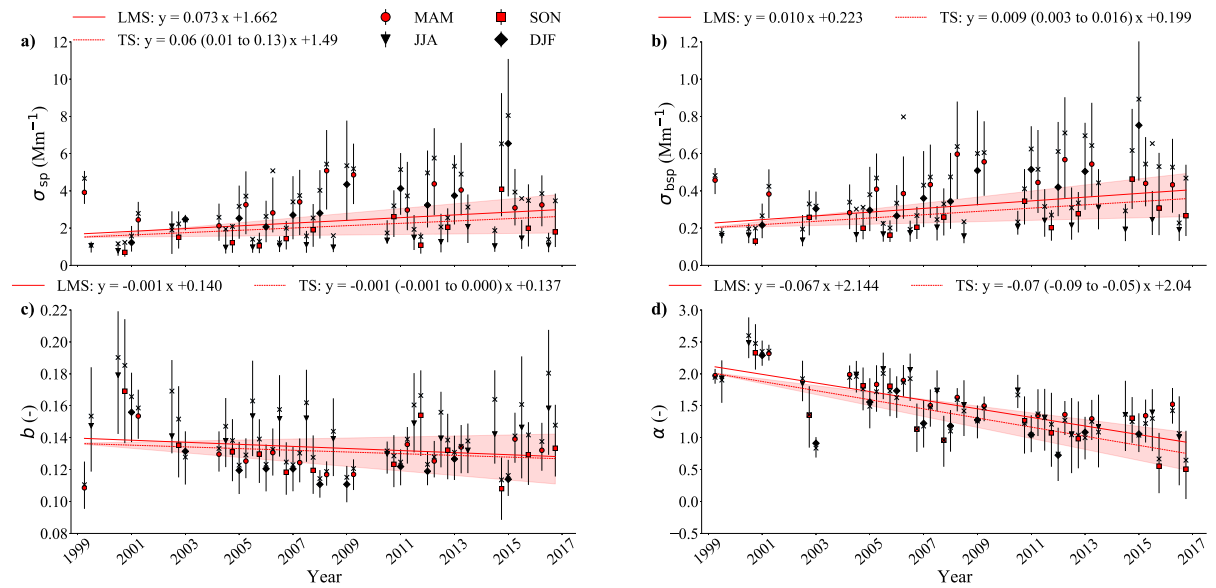 LMS: y = 0.073 x +1.662
TS: y = 0.06 (0.01 to 0.13) x +1.49
MAM
JJA
SON
DJF
LMS: y = 0.010 x +0.223
TS: y = 0.009 (0.003 to 0.016) x +0.199
a)
12
10
8
6
4
2
0
σsp (Mm⁻¹)
b)
1.2
1.0
0.8
0.6
0.4
0.2
0.0
σbsp (Mm⁻¹)
LMS: y = -0.001 x +0.140
TS: y = -0.001 (-0.001 to 0.000) x +0.137
LMS: y = -0.067 x +2.144
TS: y = -0.07 (-0.09 to -0.05) x +2.04
c)
0.22
0.20
0.18
0.16
0.14
0.12
0.10
0.08
b (-)
1999
2001
2003
2005
2007
2009
2011
2013
2015
2017
Year
d)
3.0
2.5
2.0
1.5
1.0
0.5
0.0
−0.5
α (-)
1999
2001
2003
2005
2007
2009
2011
2013
2015
2017
Year